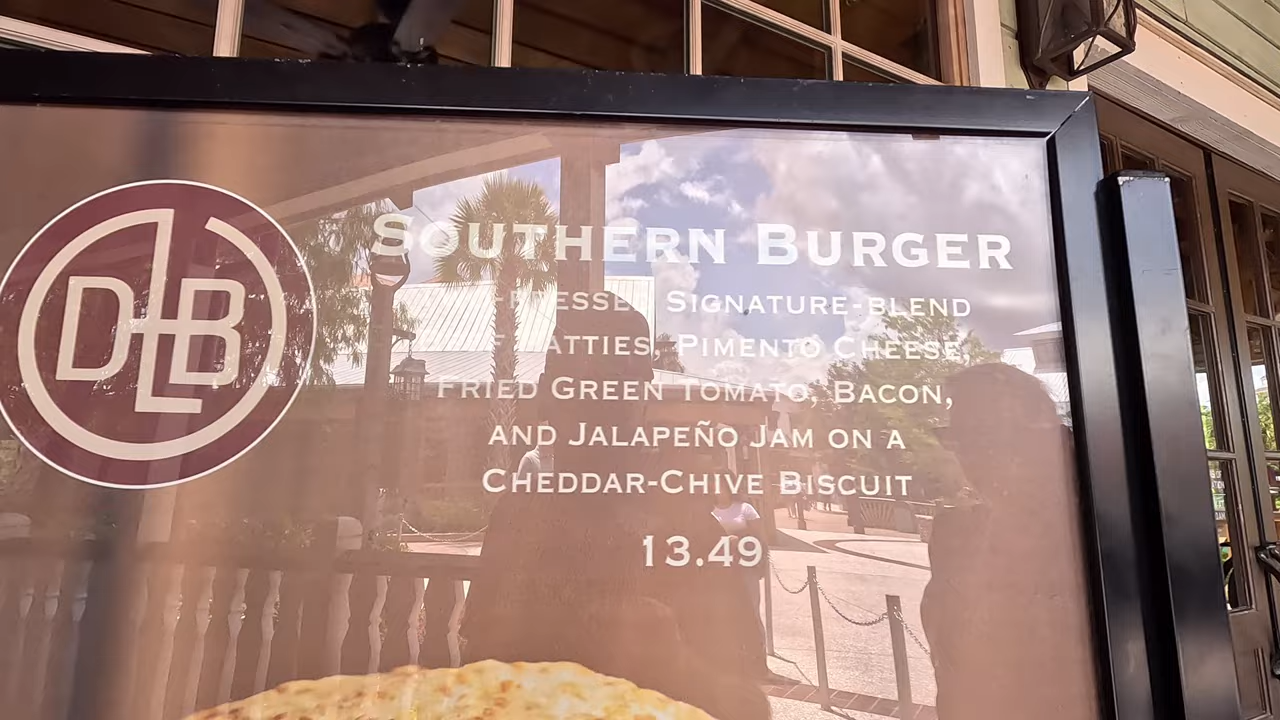 DLB
SOUTHERN BURGER
SIGNATURE-BLEND
PATTIES, PIMENTO CHEESE,
FRIED GREEN TOMATO, BACON,
AND JALAPEÑO JAM ON A
CHEDDAR-CHIVE BISCUIT
13.49